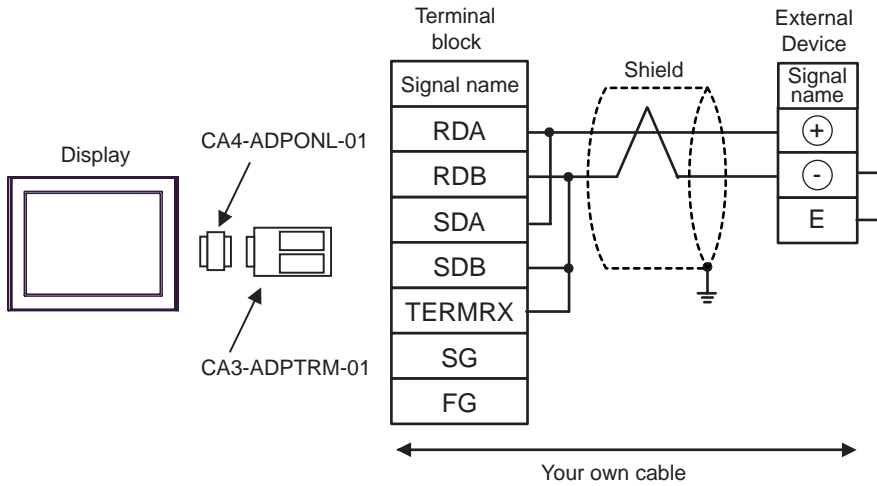 Terminal
block
External
Device
Signal name
Shield
Signal
name
RDA
+
CA4-ADPONL-01
Display
RDB
-
SDA
E
SDB
TERMRX
CA3-ADPTRM-01
SG
FG
Your own cable